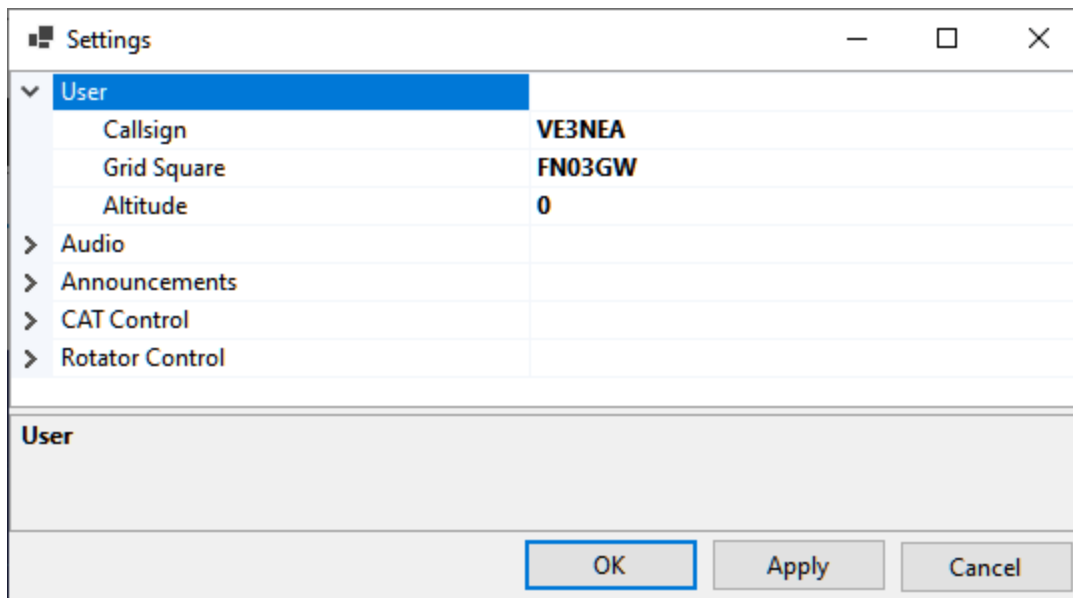 Settings
User
Callsign VE3NEA
Grid Square FN03GW
Altitude 0
Audio
Announcements
CAT Control
Rotator Control
User
OK Apply Cancel